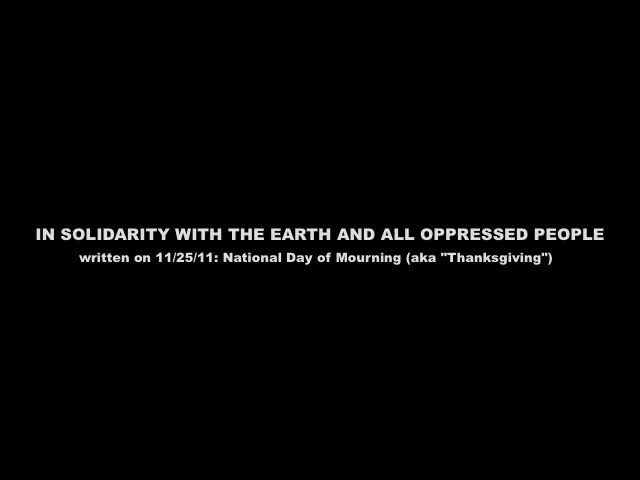 IN SOLIDARITY WITH THE EARTH AND ALL OPPRESSED PEOPLE
written on 11/25/11: National Day of Mourning (aka "Thanksgiving")